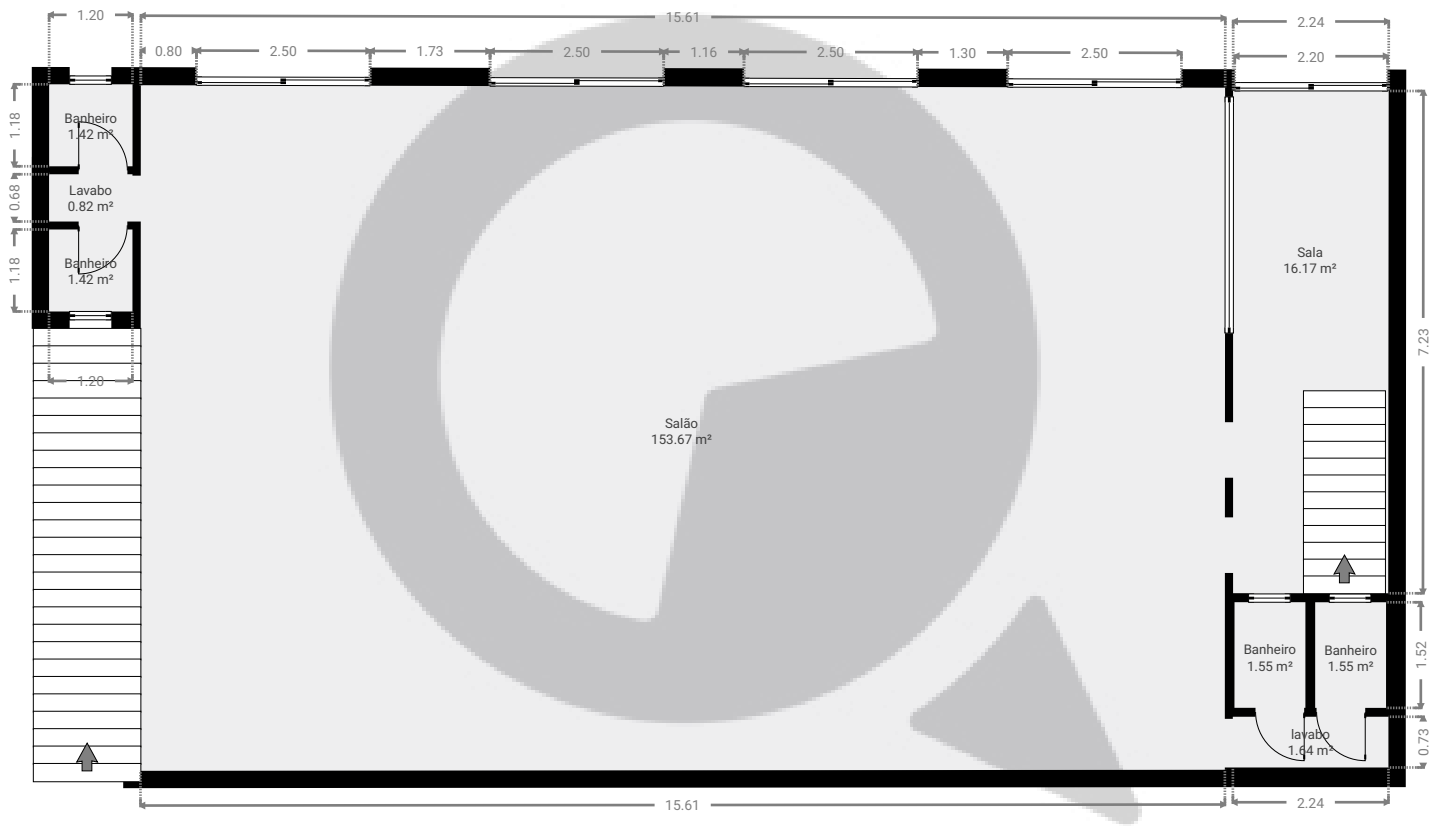 1.20
15.61
2.24
0.80
2.50
1.73
2.50
1.16
2.50
1.30
2.50
2.20
1.18
Banheiro
1.42 m²
0.68
Lavabo
0.82 m²
1.18
Banheiro
1.42 m²
1.20
Sala
16.17 m²
7.23
Salão
153.67 m²
Banheiro
1.55 m²
Banheiro
1.55 m²
1.52
lavabo
1.64 m²
0.73
15.61
2.24